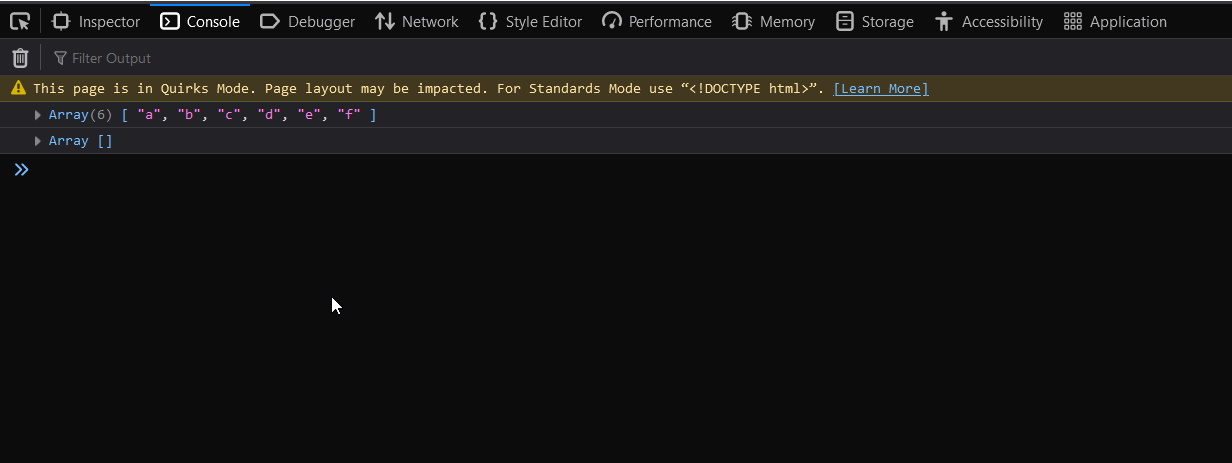 Inspector Console Debugger Network Style Editor Performance Memory Storage Accessibility Application
Filter Output
This page is in Quirks Mode. Page layout may be impacted. For Standards Mode use “<!DOCTYPE html>”. [Learn More]
Array(6) [ "a", "b", "c", "d", "e", "f" ]
Array []